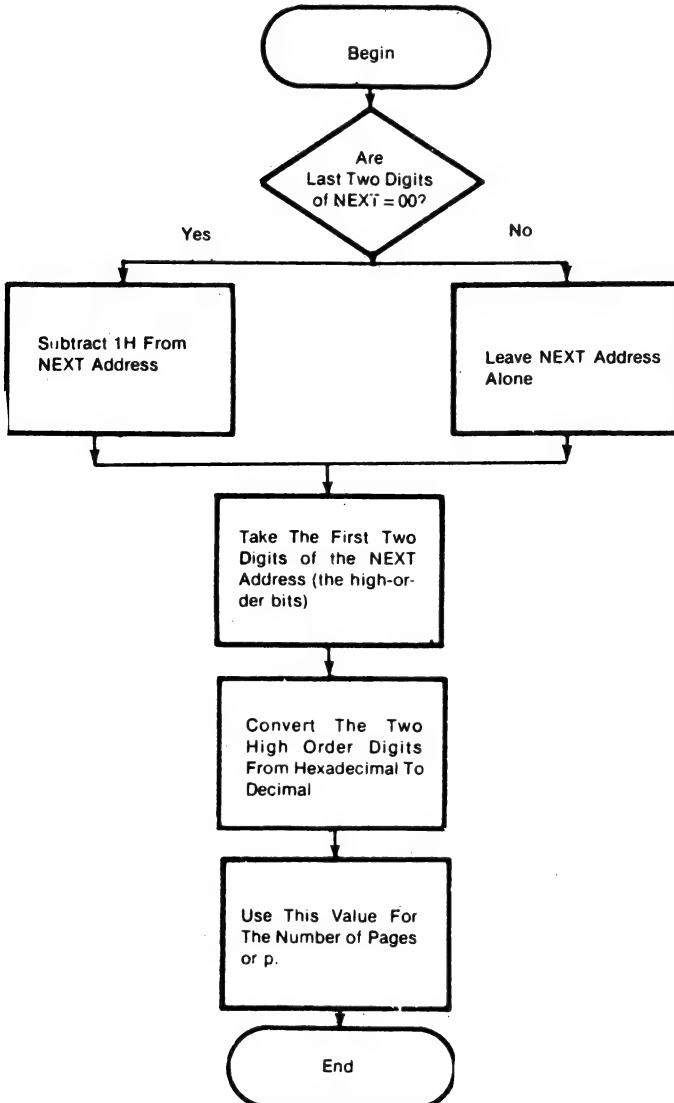 Begin
Are
Last Two Digits
of NEXT = 00?
Yes
No
Subtract 1H From
NEXT Address
Leave NEXT Address
Alone
Take The First Two
Digits of the NEXT
Address (the high-or-
der bits)
Convert The Two
High Order Digits
From Hexadecimal To
Decimal
Use This Value For
The Number of Pages
or p.
End